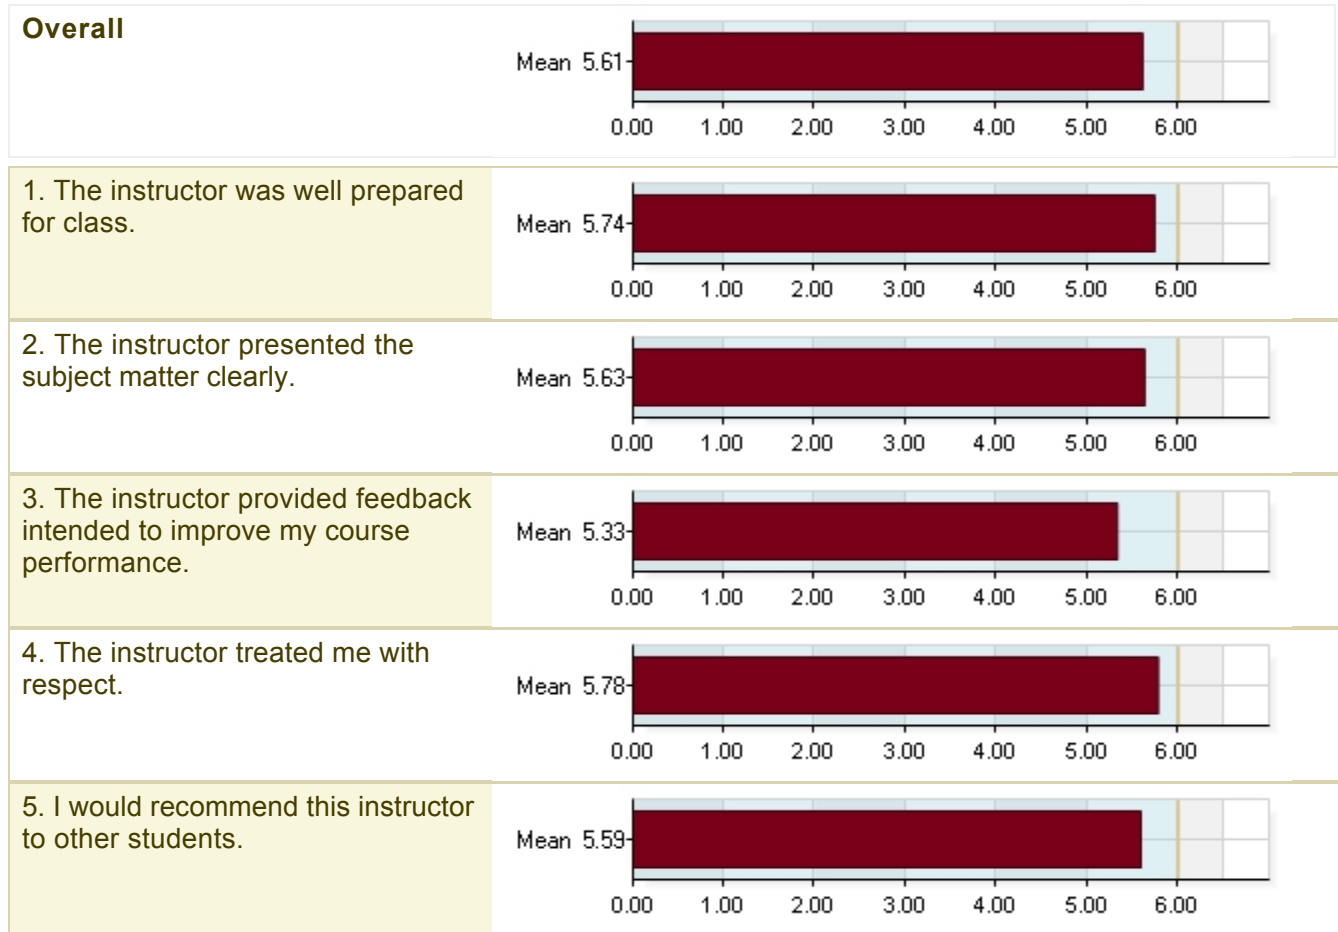 Overall
Mean 5.61
0.00 1.00 2.00 3.00 4.00 5.00 6.00
1. The instructor was well prepared
for class.
Mean 5.74
0.00 1.00 2.00 3.00 4.00 5.00 6.00
2. The instructor presented the
subject matter clearly.
Mean 5.63
0.00 1.00 2.00 3.00 4.00 5.00 6.00
3. The instructor provided feedback
intended to improve my course
performance.
Mean 5.33
0.00 1.00 2.00 3.00 4.00 5.00 6.00
4. The instructor treated me with
respect.
Mean 5.78
0.00 1.00 2.00 3.00 4.00 5.00 6.00
5. I would recommend this instructor
to other students.
Mean 5.59
0.00 1.00 2.00 3.00 4.00 5.00 6.00